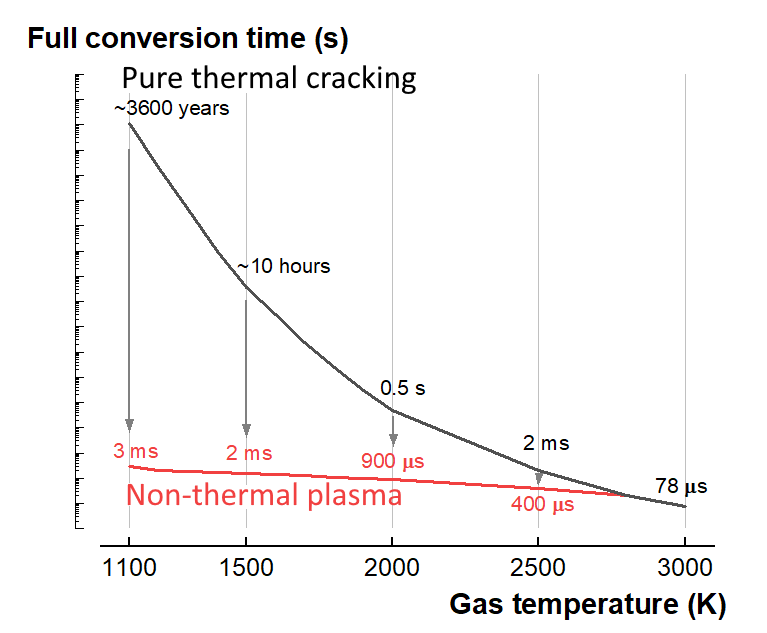 Full conversion time (s)
Pure thermal cracking
~3600 years
~10 hours
0.5 s
2 ms
78 μs
3 ms
2 ms
900 μs
400 μs
Non-thermal plasma
1100 1500 2000 2500 3000
Gas temperature (K)